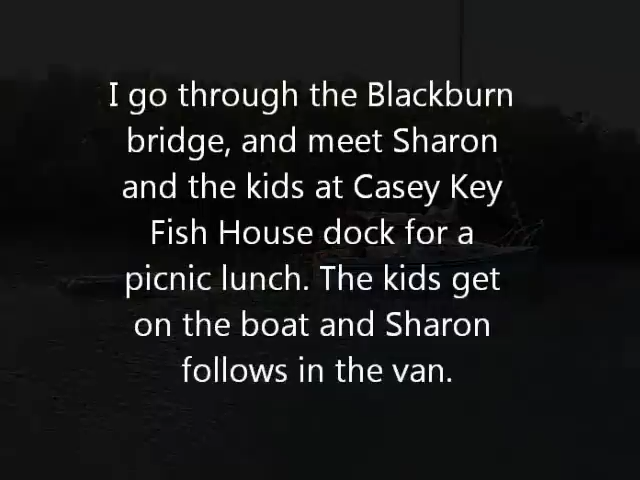 I go through the Blackburn
bridge, and meet Sharon
and the kids at Casey Key
Fish House dock for a
picnic lunch. The kids get
on the boat and Sharon
follows in the van.